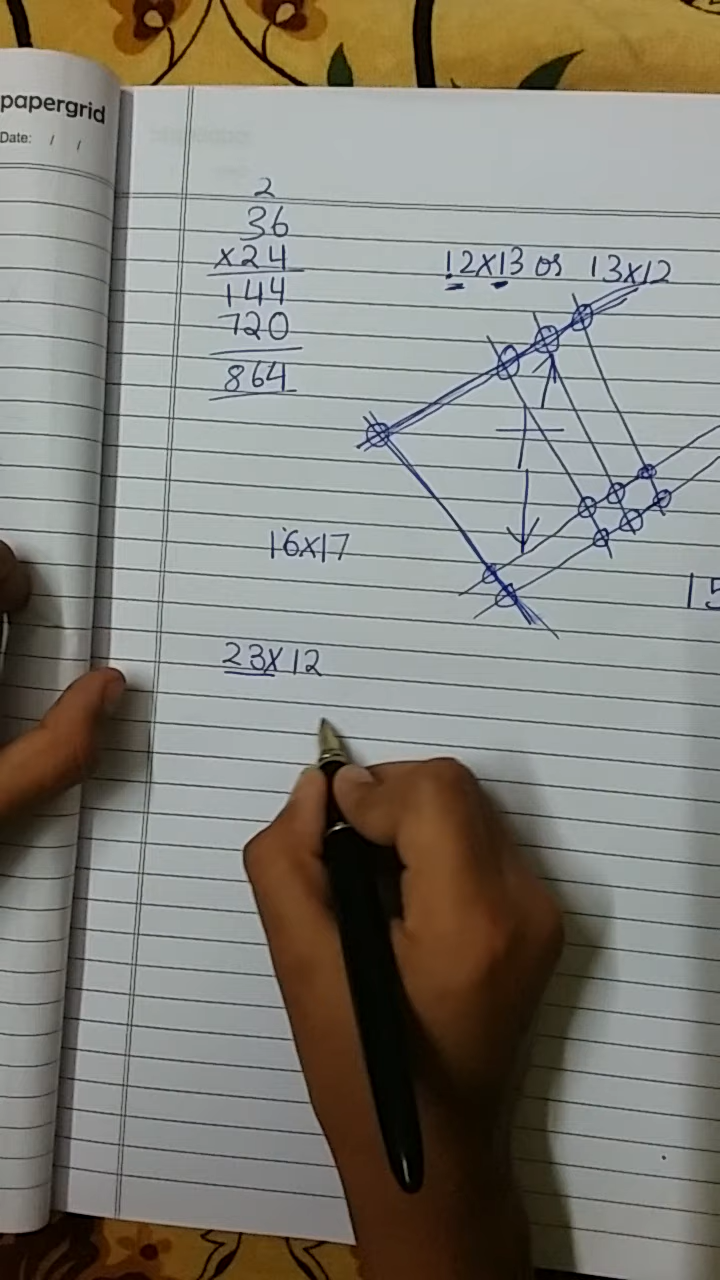 papergrid
Date: / /
2
36
x24
144
720
864
12x13 or 13x12
16x17
15
23x12